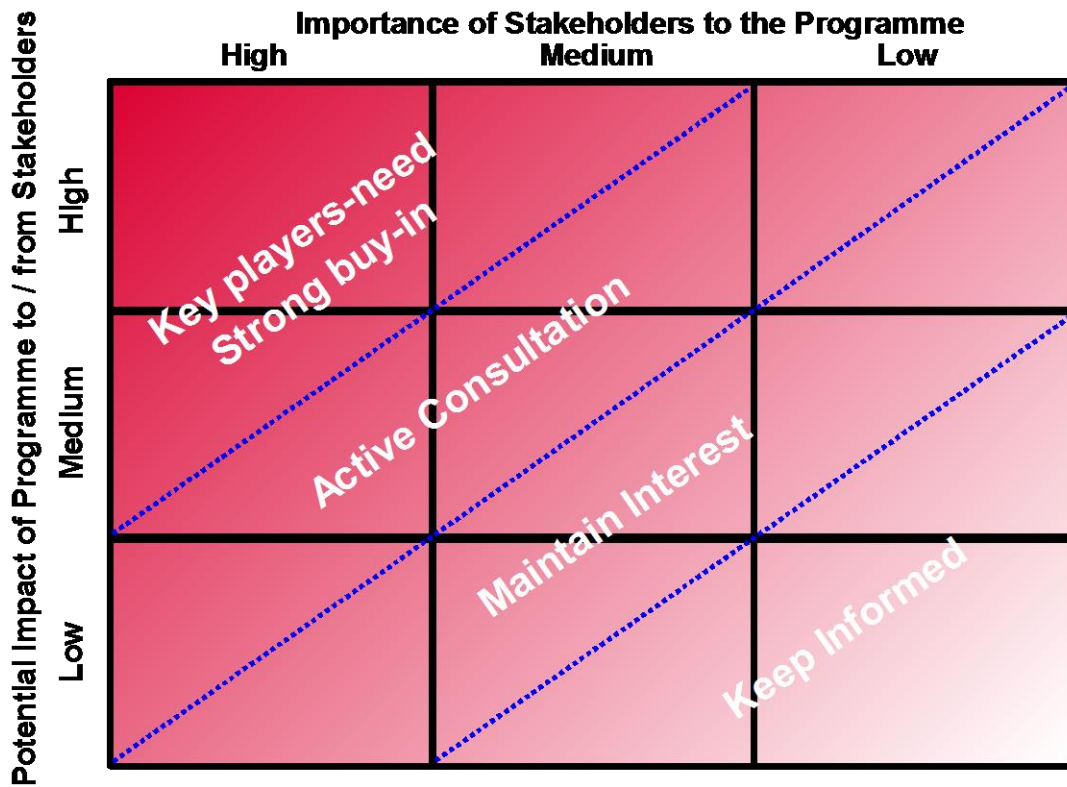 Importance of Stakeholders to the Programme
High Medium Low
Potential Impact of Programme to / from Stakeholders
High
Medium
Low
Key players-need
Strong buy-in
Active Consultation
Maintain Interest
Keep Informed